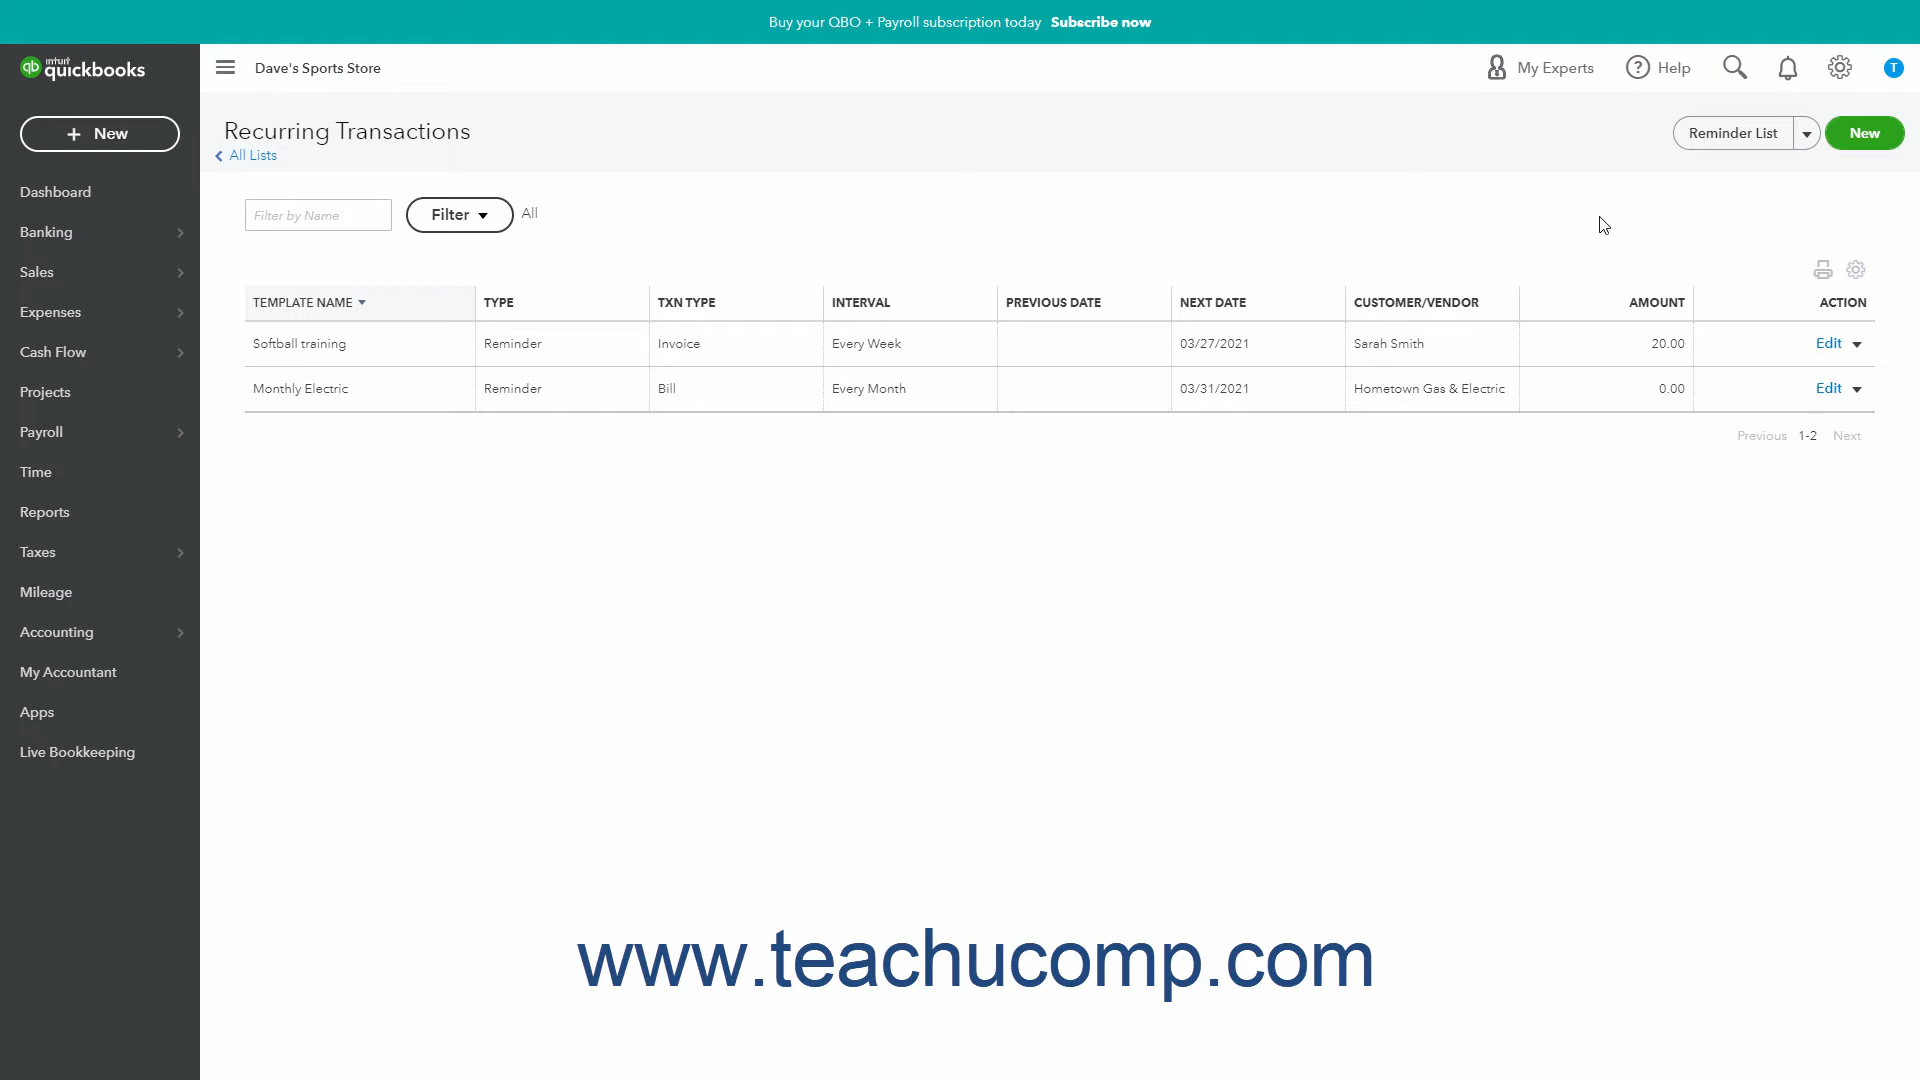 Buy your QBO + Payroll subscription today Subscribe now
qb intuit quickbooks
Dave's Sports Store
My Experts
Help
T
+ New
Recurring Transactions
All Lists
Reminder List
New
Dashboard
Banking
Sales
Expenses
Cash Flow
Projects
Payroll
Time
Reports
Taxes
Mileage
Accounting
My Accountant
Apps
Live Bookkeeping
Filter by Name
Filter
All
TEMPLATE NAME TYPE TXN TYPE INTERVAL PREVIOUS DATE NEXT DATE CUSTOMER/VENDOR AMOUNT ACTION
Softball training Reminder Invoice Every Week 03/27/2021 Sarah Smith 20.00 Edit
Monthly Electric Reminder Bill Every Month 03/31/2021 Hometown Gas & Electric 0.00 Edit
Previous 1-2 Next
www.teachucomp.com